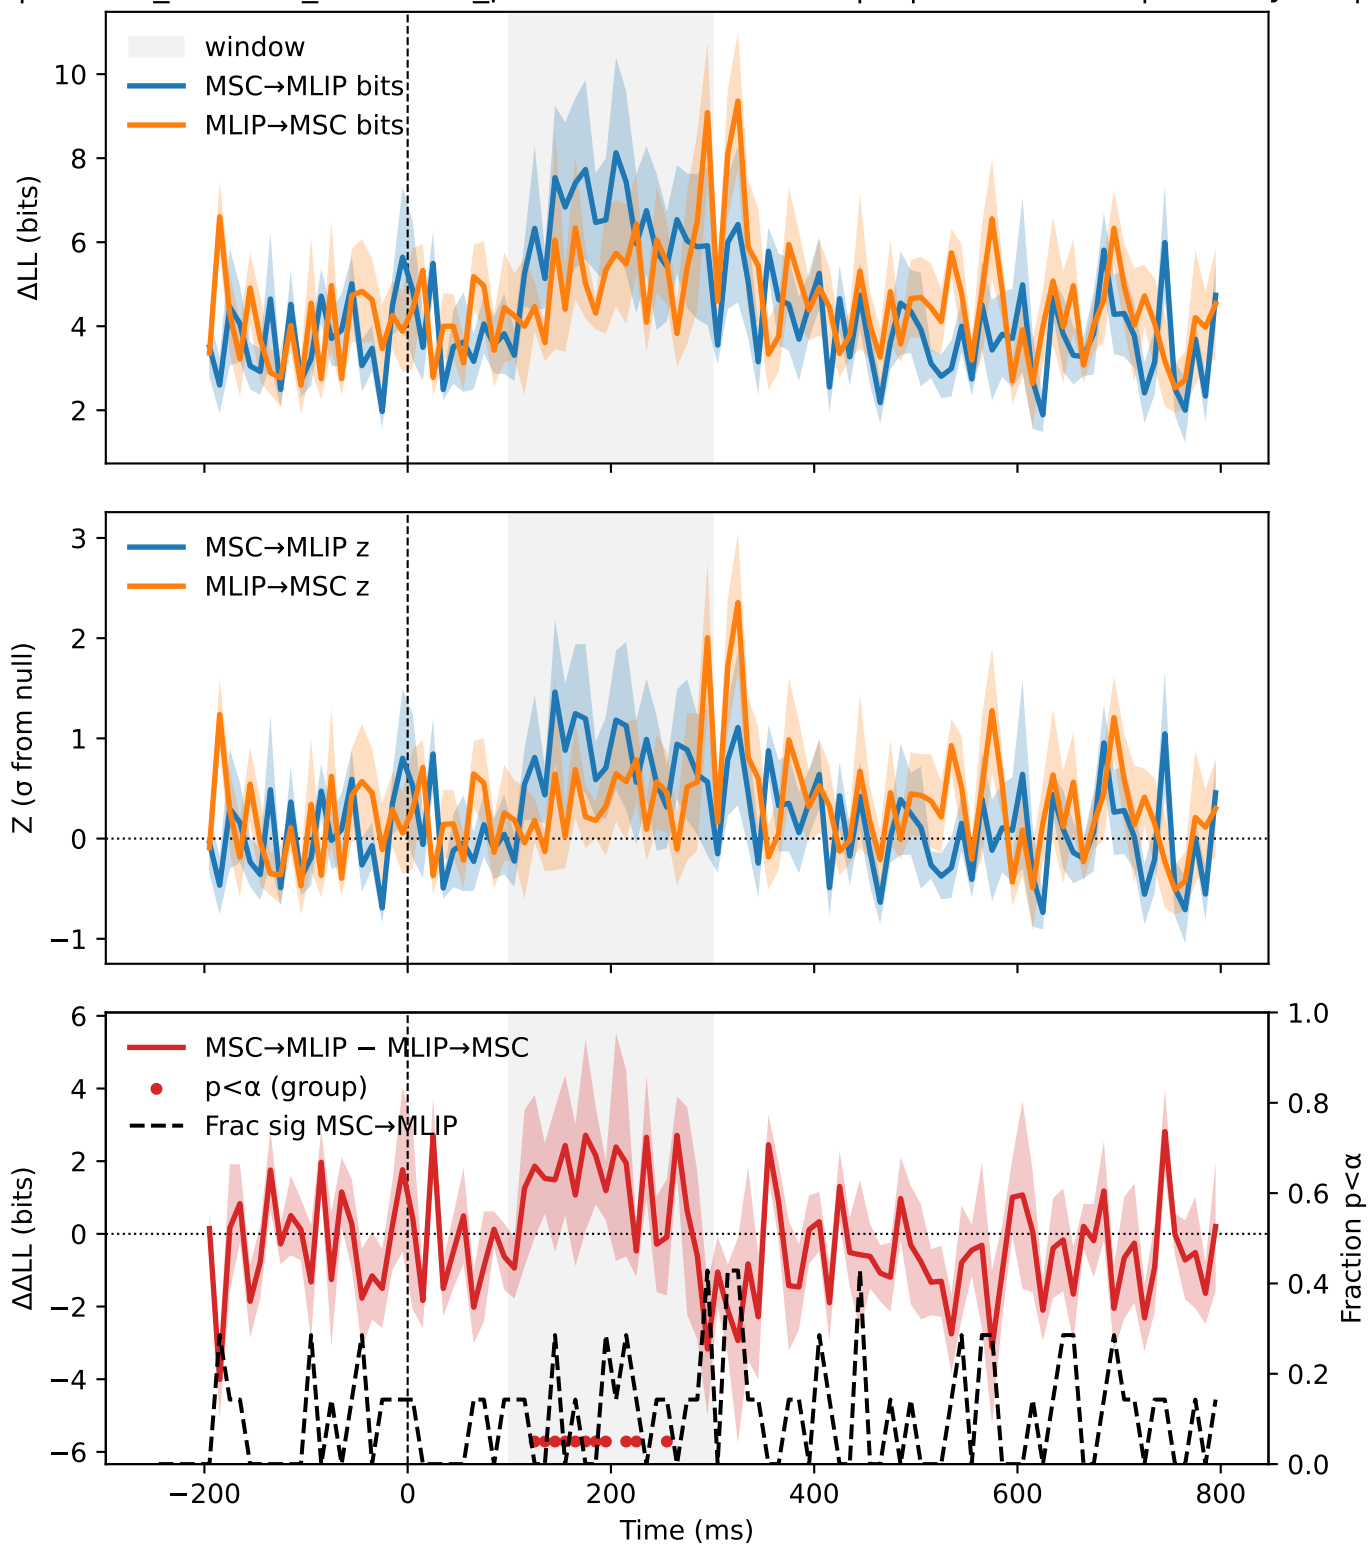 window
MSC→MLIP bits
MLIP→MSC bits
ΔLL (bits)
10
8
6
4
2
MSC→MLIP z
MLIP→MSC z
Z (σ from null)
3
2
1
0
−1
MSC→MLIP − MLIP→MSC
p<α (group)
Frac sig MSC→MLIP
ΔΔLL (bits)
6
4
2
0
−2
−4
−6
1.0
0.8
0.6
0.4
0.2
0.0
Fraction p<α
−200
0
200
400
600
800
Time (ms)